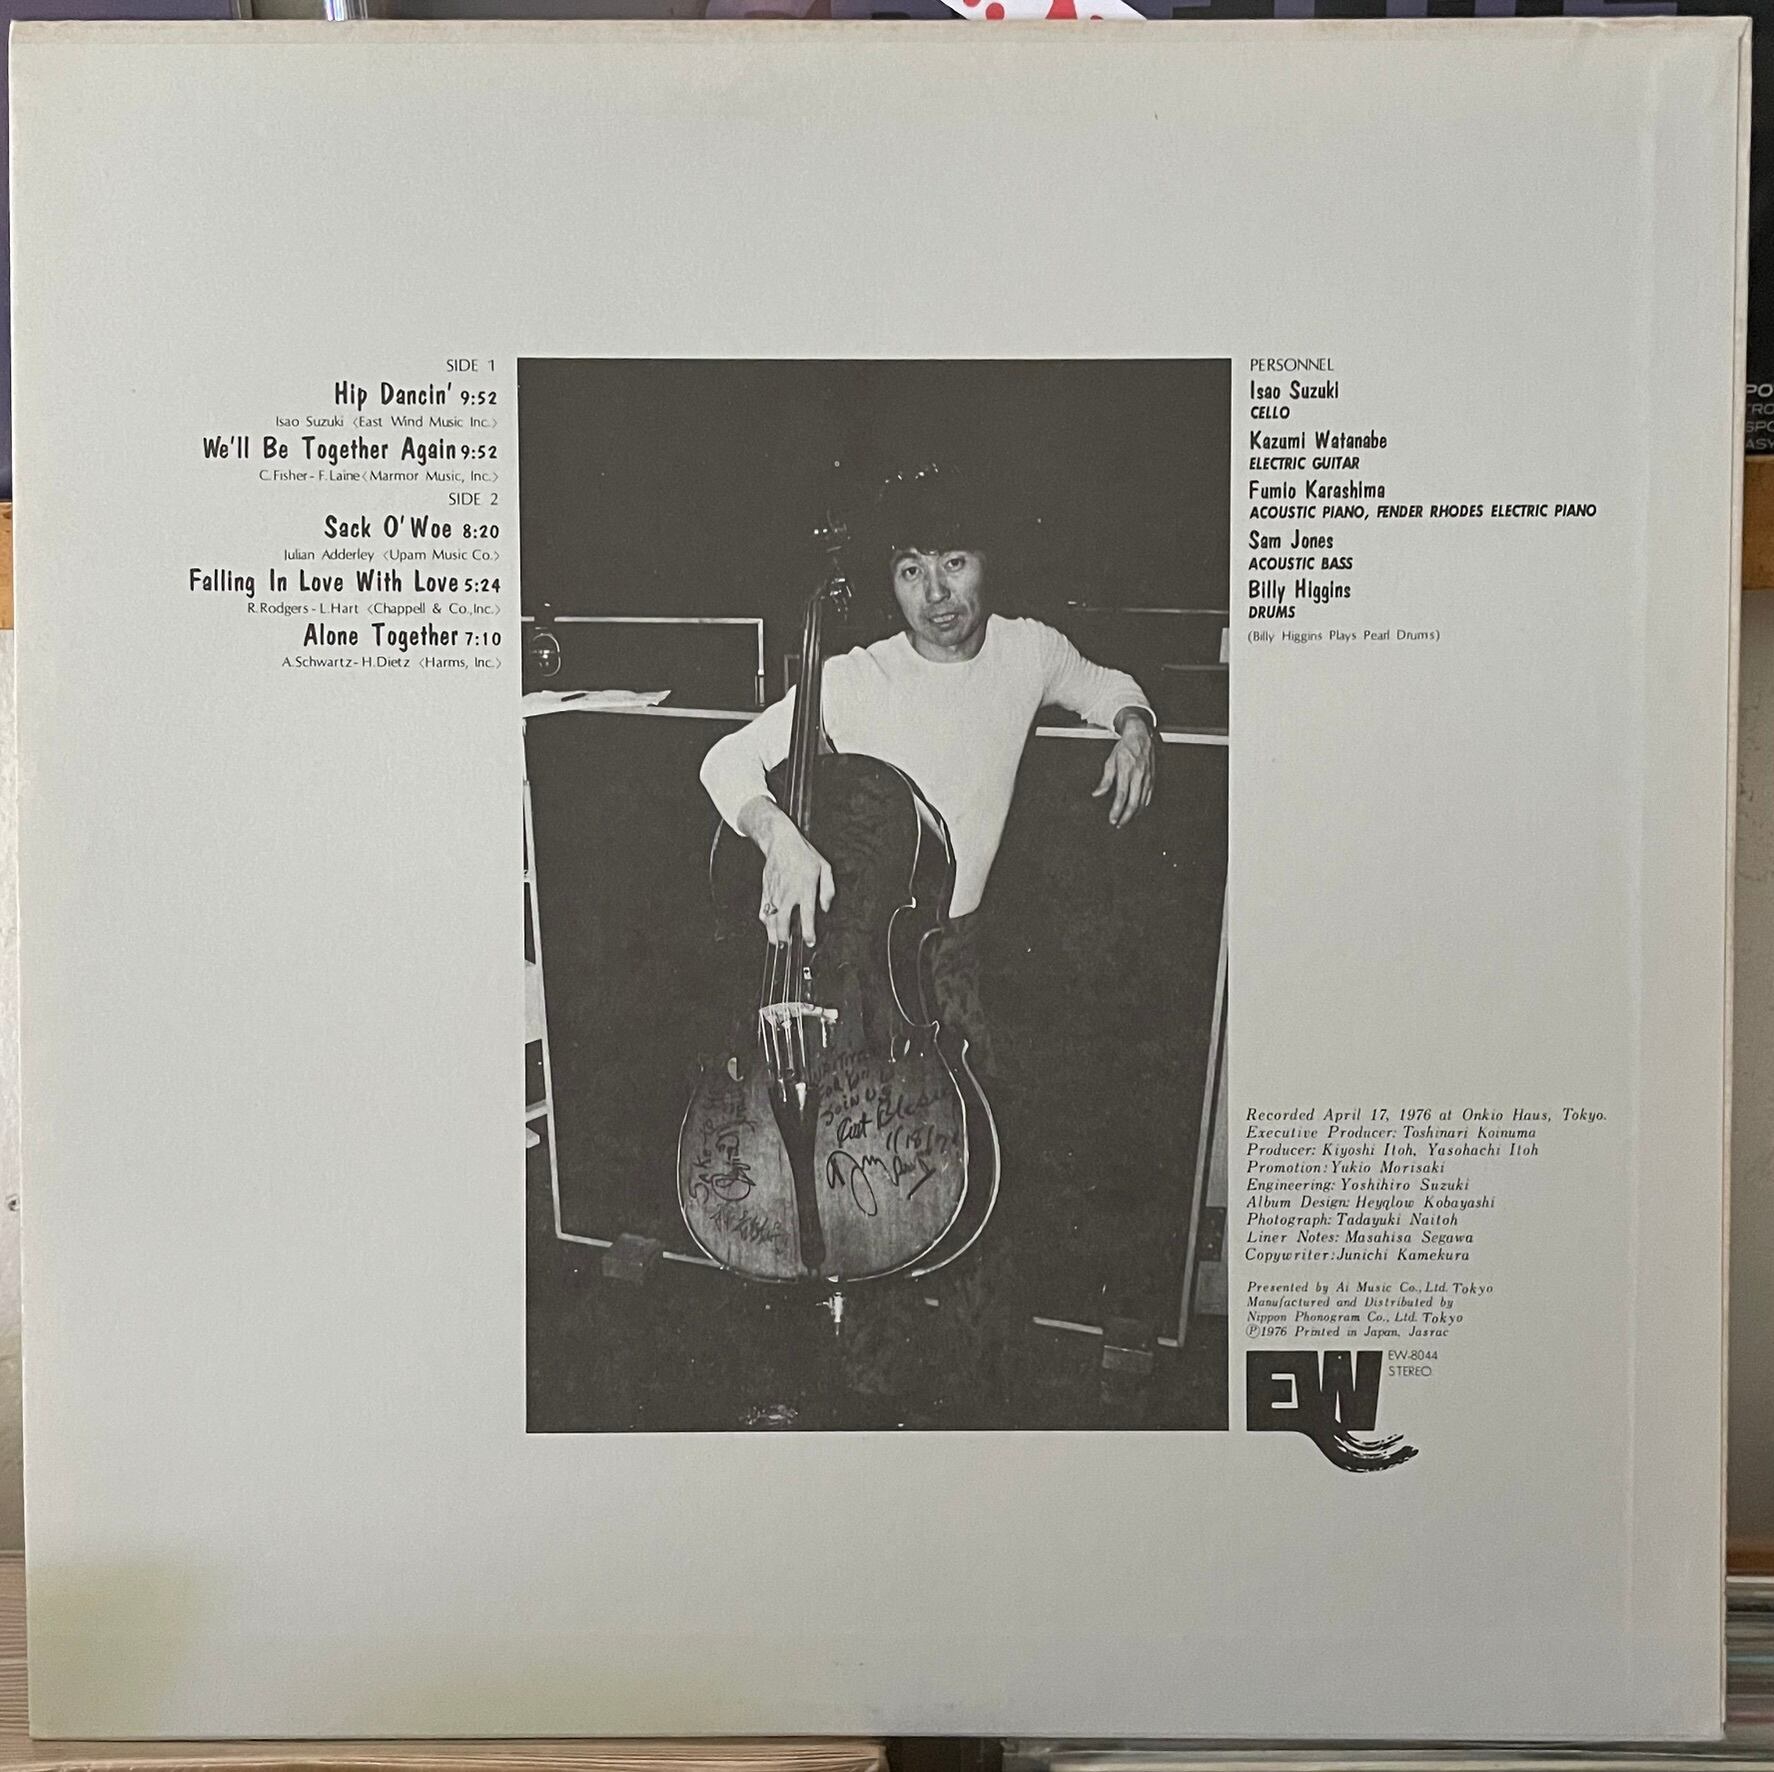 SIDE 1
Hip Dancin' 9:52
Isao Suzuki <East Wind Music Inc.>
We'll Be Together Again 9:52
C.Fisher - F.Laine <Marmor Music, Inc.>
SIDE 2
Sack O'Woe 8:20
Julian Adderley <Upam Music Co.>
Falling In Love With Love 5:24
R.Rodgers - L.Hart <Chappell & Co.,Inc.>
Alone Together 7:10
A.Schwartz - H.Dietz <Harms, Inc.>
PERSONNEL
Isao Suzuki
CELLO
Kazumi Watanabe
ELECTRIC GUITAR
Fumio Karashima
ACOUSTIC PIANO, FENDER RHODES ELECTRIC PIANO
Sam Jones
ACOUSTIC BASS
Billy Higgins
DRUMS
(Billy Higgins Plays Pearl Drums)
FOR YOU
JOIN US
Recorded April 17, 1976 at Onkio Haus, Tokyo.
Executive Producer: Toshinari Koinuma
Producer: Kiyoshi Itoh, Yasohachi Itoh
Promotion: Yukio Morisaki
Engineering: Yoshihiro Suzuki
Album Design: Heyqlow Kobayashi
Photograph: Tadayuki Naitoh
Liner Notes: Masahisa Segawa
Copywriter: Junichi Kamekura
Presented by Ai Music Co., Ltd. Tokyo
Manufactured and Distributed by
Nippon Phonogram Co., Ltd. Tokyo
Ⓟ1976 Printed in Japan, Jasrac
EW
EW-8044
STEREO